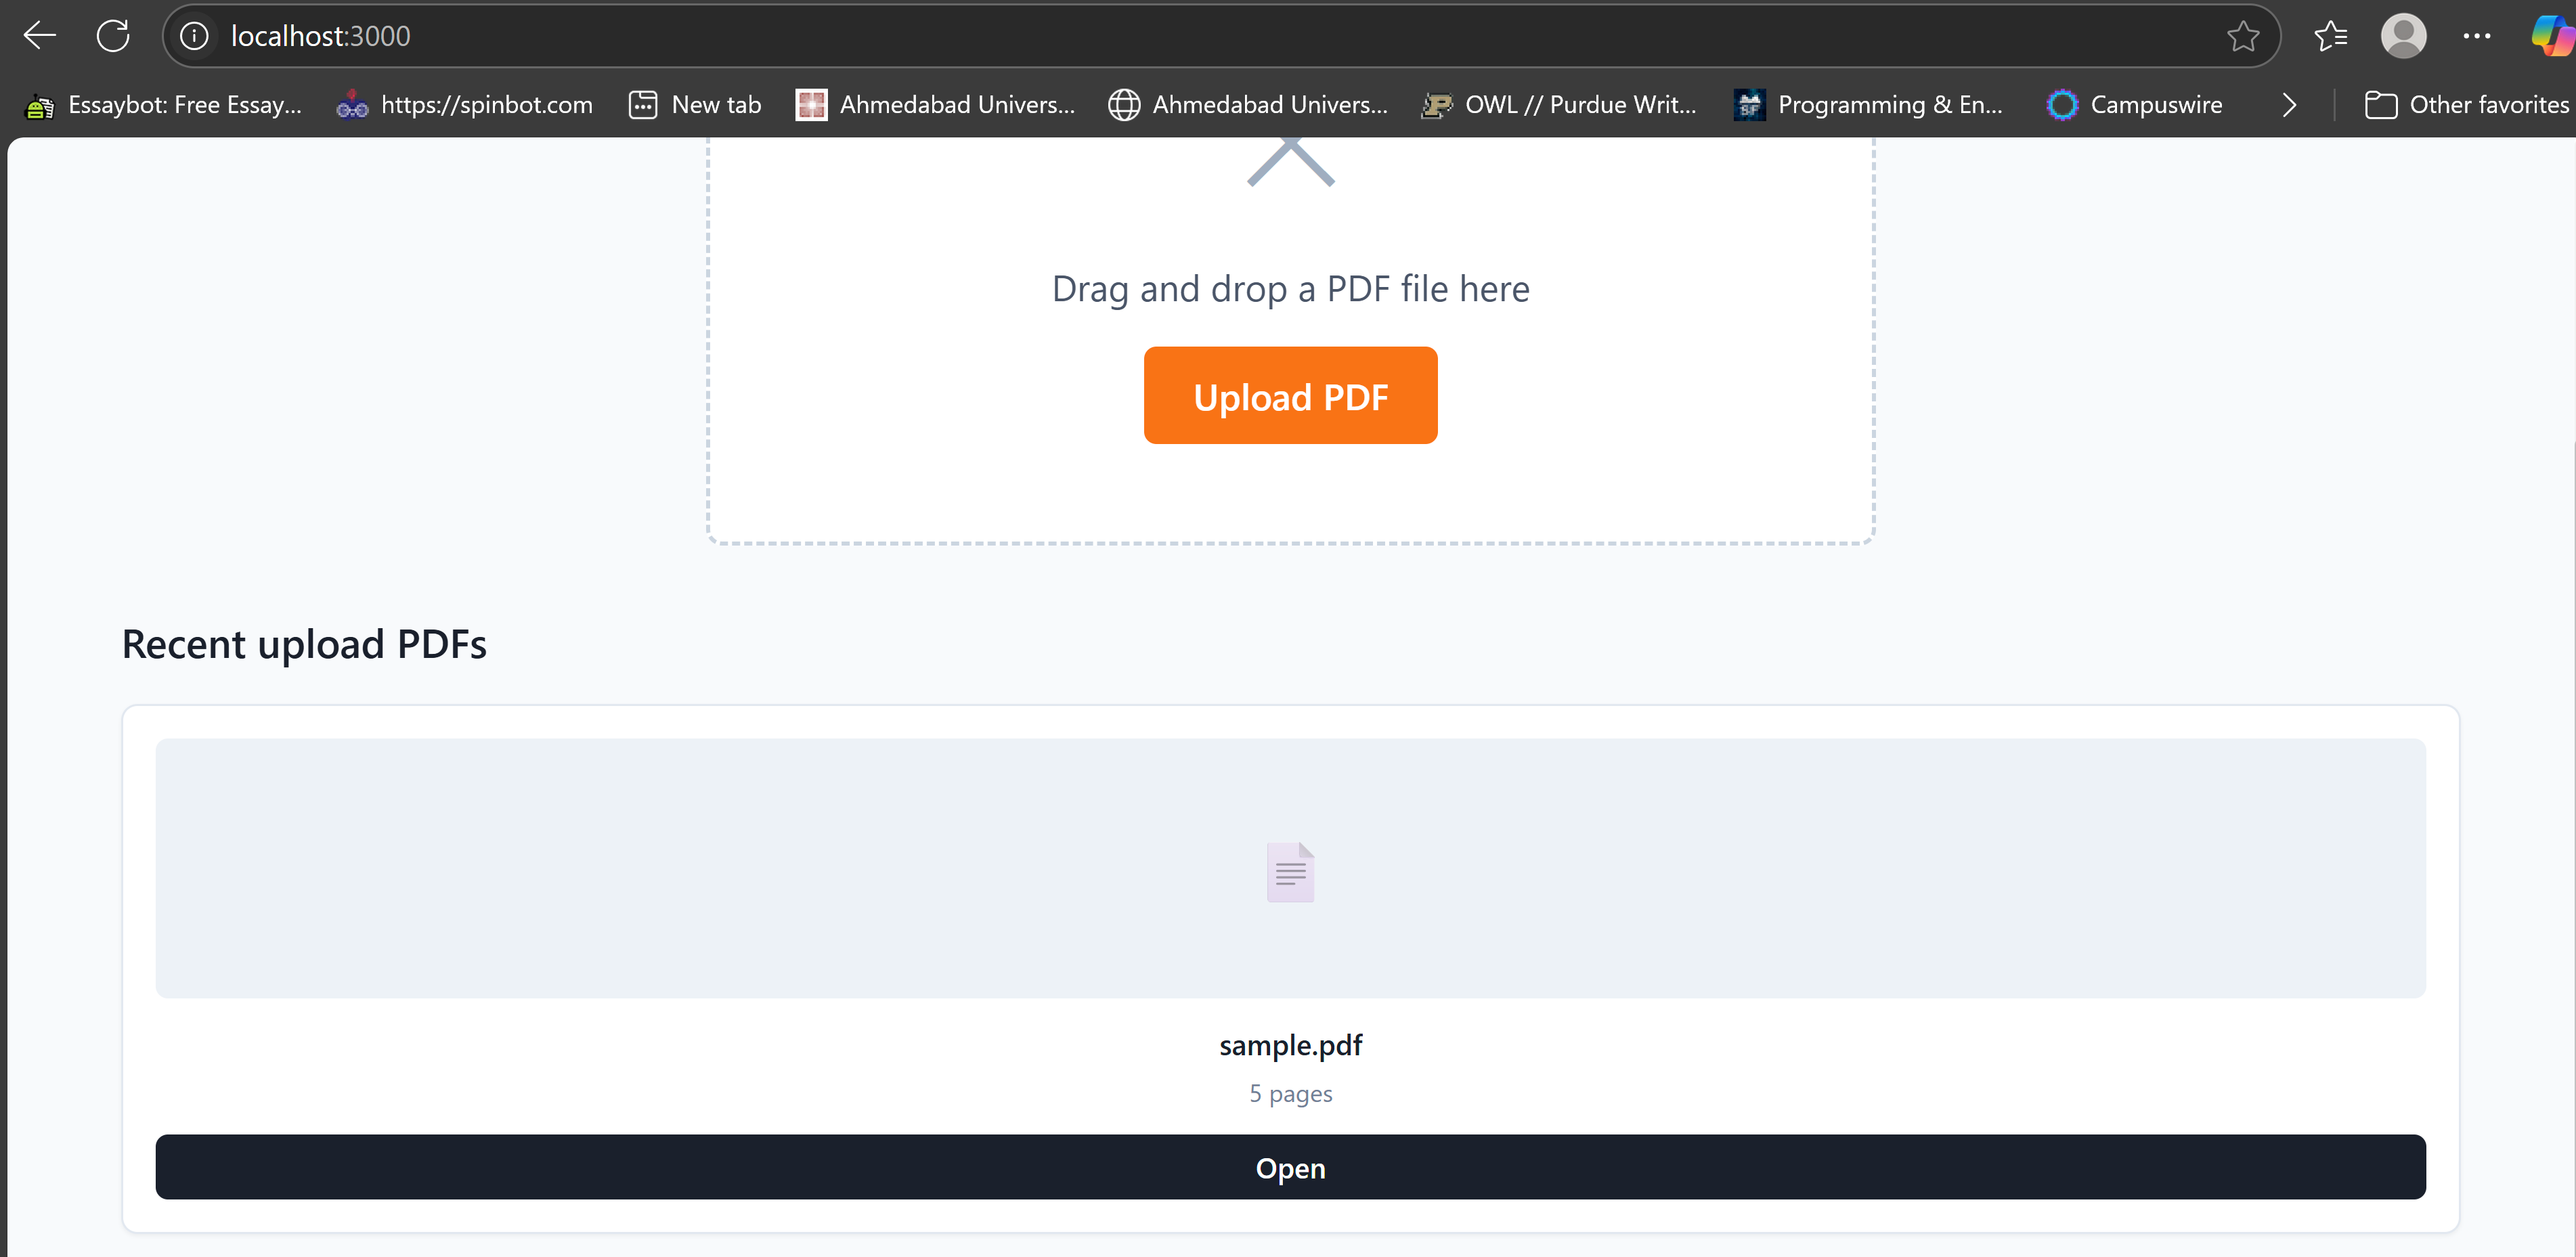 localhost:3000
Essaybot: Free Essay... https://spinbot.com New tab Ahmedabad Univers... Ahmedabad Univers... OWL // Purdue Writ... Programming & En... Campuswire Other favorites
Drag and drop a PDF file here
Upload PDF
Recent upload PDFs
sample.pdf
5 pages
Open